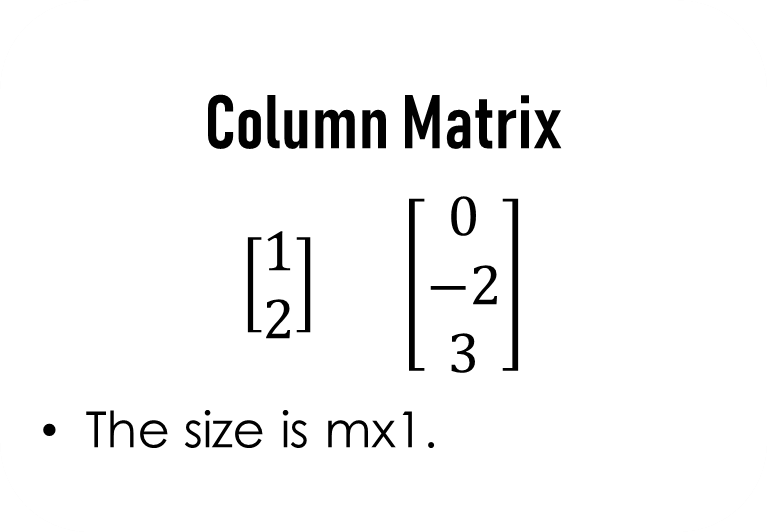 Column Matrix
[1 2] [0 −2 3]
• The size is mx1.